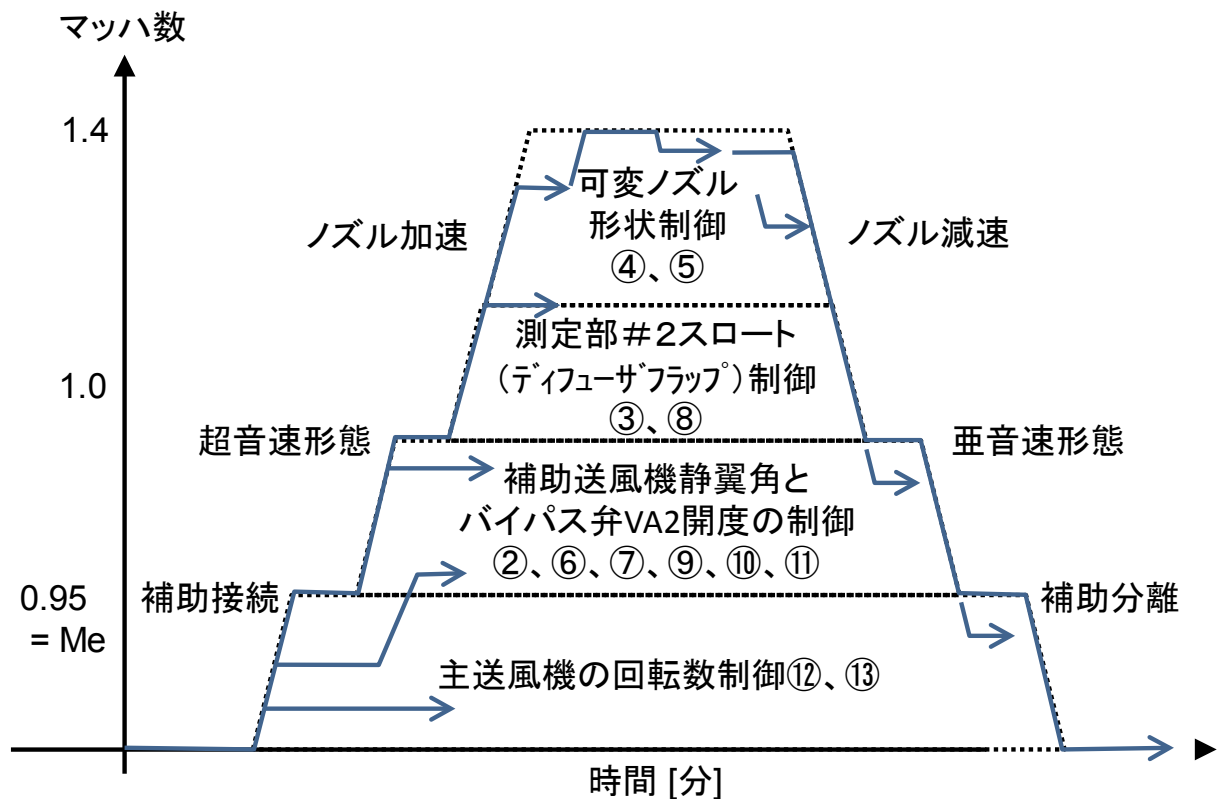 マッハ数
1.4
可変ノズル
形状制御
④、⑤
ノズル加速
ノズル減速
測定部＃２スロート
（ﾃﾞｨﾌｭｰｻﾞﾌﾗｯﾌﾟ）制御
③、⑧
1.0
超音速形態
亜音速形態
補助送風機静翼角と
バイパス弁VA2開度の制御
②、⑥、⑦、⑨、⑩、⑪
0.95
= Me
補助接続
補助分離
主送風機の回転数制御⑫、⑬
時間 [分]